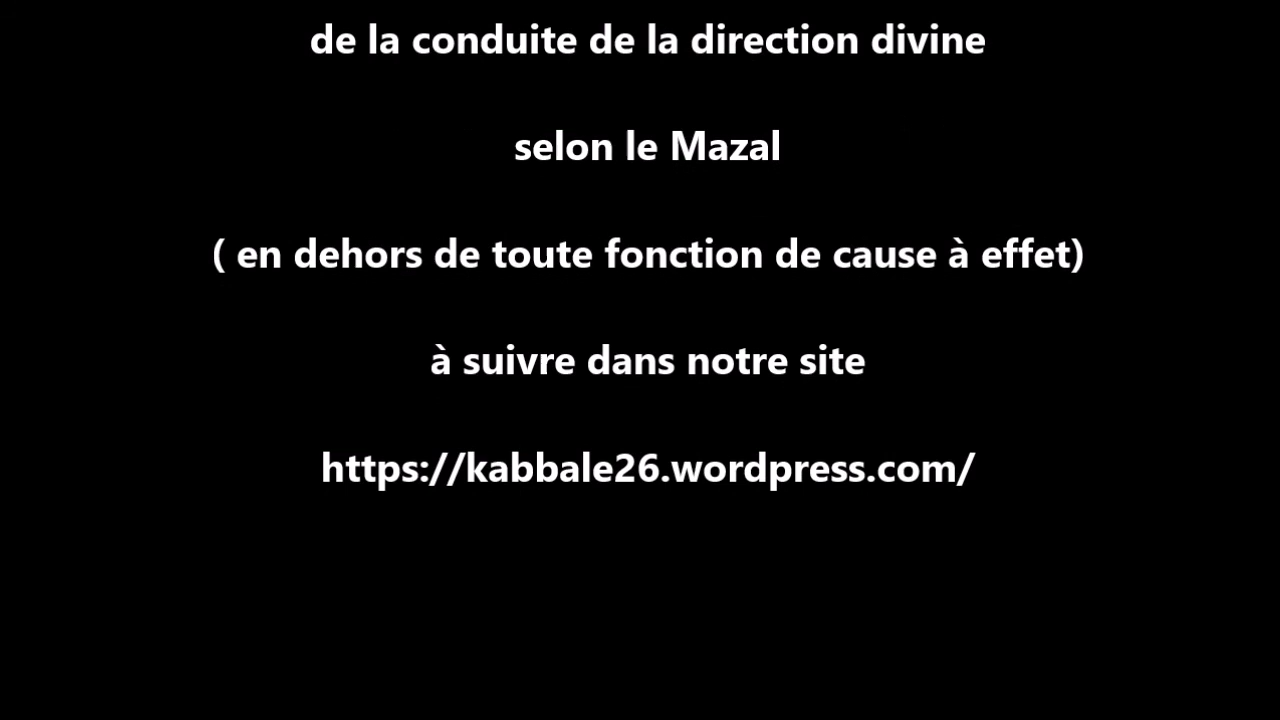 de la conduite de la direction divine
selon le Mazal
( en dehors de toute fonction de cause à effet)
à suivre dans notre site
https://kabbale26.wordpress.com/